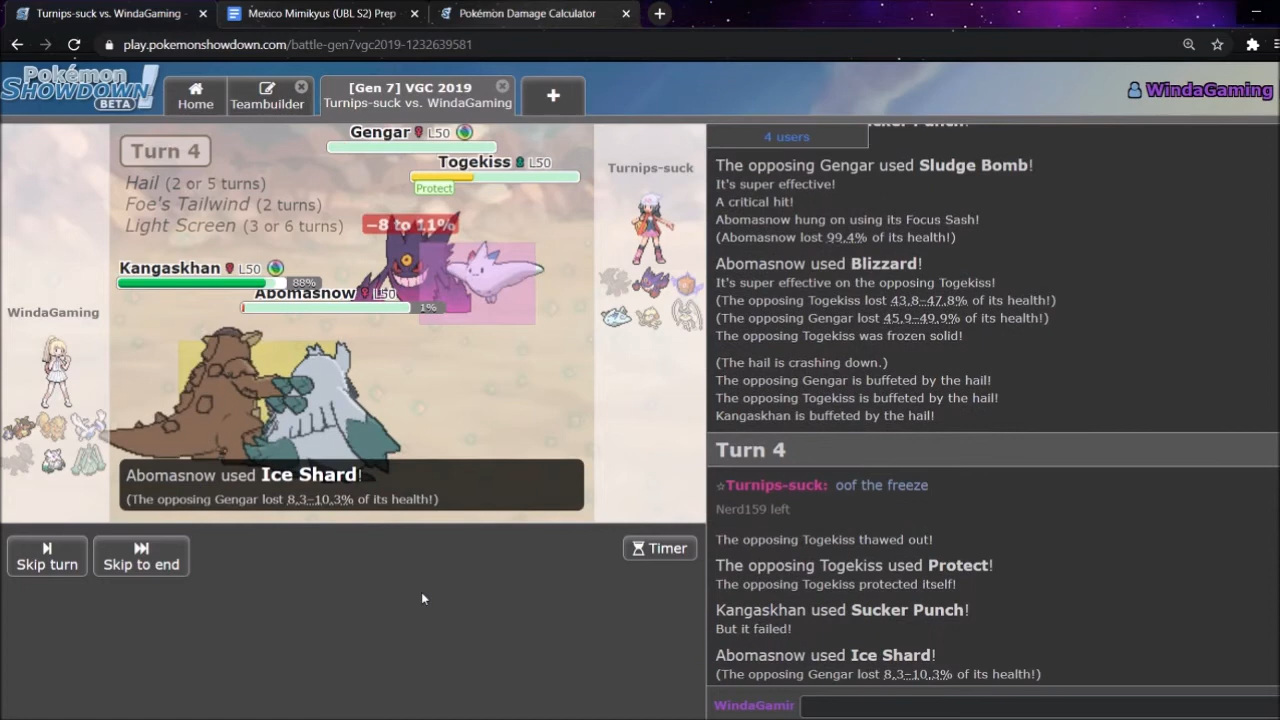 Turnips-suck vs. WindaGaming -
Mexico Mimikyus (UBL S2) Prep
Pokémon Damage Calculator
play.pokemonshowdown.com/battle-gen7vgc2019-1232639581
Pokémon
SHOWDOWN!
BETA
Home
Teambuilder
[Gen 7] VGC 2019
Turnips-suck vs. WindaGaming
WindaGaming
Turn 4
Hail (2 or 5 turns)
Foe's Tailwind (2 turns)
Light Screen (3 or 6 turns)
Gengar L50
Togekiss L50
Protect
−8 to 11%
Kangaskhan L50
88%
Abomasnow L50
1%
WindaGaming
Turnips-suck
Abomasnow used Ice Shard!
(The opposing Gengar lost 8.3–10.3% of its health!)
Skip turn
Skip to end
Timer
4 users
The opposing Gengar used Sludge Bomb!
It's super effective!
A critical hit!
Abomasnow hung on using its Focus Sash!
(Abomasnow lost 99.4% of its health!)
Abomasnow used Blizzard!
It's super effective on the opposing Togekiss!
(The opposing Togekiss lost 43.8–47.8% of its health!)
(The opposing Gengar lost 45.9–49.9% of its health!)
The opposing Togekiss was frozen solid!
(The hail is crashing down.)
The opposing Gengar is buffeted by the hail!
The opposing Togekiss is buffeted by the hail!
Kangaskhan is buffeted by the hail!
Turn 4
☆Turnips-suck: oof the freeze
Nerd159 left
The opposing Togekiss thawed out!
The opposing Togekiss used Protect!
The opposing Togekiss protected itself!
Kangaskhan used Sucker Punch!
But it failed!
Abomasnow used Ice Shard!
(The opposing Gengar lost 8.3–10.3% of its health!)
WindaGamir